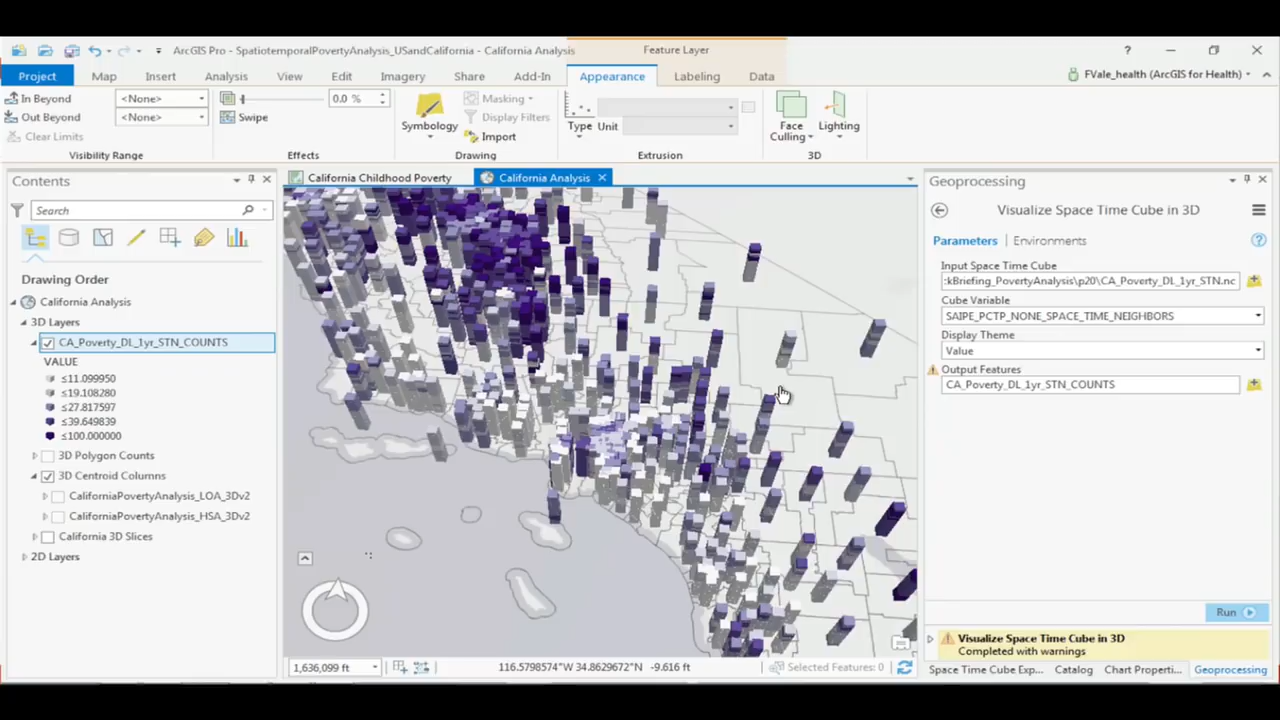 ArcGIS Pro - SpatiotemporalPovertyAnalysis_USandCalifornia - California Analysis
Feature Layer
?
Project
Map
Insert
Analysis
View
Edit
Imagery
Share
Add-In
Appearance
Labeling
Data
FVale_health (ArcGIS for Health)
In Beyond
<None>
0.0 %
Masking
Out Beyond
<None>
Swipe
Symbology
Display Filters
Type
Unit
Face
Culling
Lighting
Clear Limits
Import
Visibility Range
Effects
Drawing
Extrusion
3D
Contents
Search
Drawing Order
California Analysis
3D Layers
CA_Poverty_DL_1yr_STN_COUNTS
VALUE
≤11.099950
≤19.108280
≤27.817597
≤39.649839
≤100.000000
3D Polygon Counts
3D Centroid Columns
CaliforniaPovertyAnalysis_LOA_3Dv2
CaliforniaPovertyAnalysis_HSA_3Dv2
California 3D Slices
2D Layers
California Childhood Poverty
California Analysis
1,636,099 ft
116.5798574°W 34.8629672°N -9.616 ft
Selected Features: 0
Geoprocessing
Visualize Space Time Cube in 3D
Parameters | Environments
?
Input Space Time Cube
:kBriefing_PovertyAnalysis\p20\CA_Poverty_DL_1yr_STN.nc
Cube Variable
SAIPE_PCTP_NONE_SPACE_TIME_NEIGHBORS
Display Theme
Value
Output Features
CA_Poverty_DL_1yr_STN_COUNTS
Run
Visualize Space Time Cube in 3D
Completed with warnings
Space Time Cube Exp...
Catalog
Chart Properti...
Geoprocessing